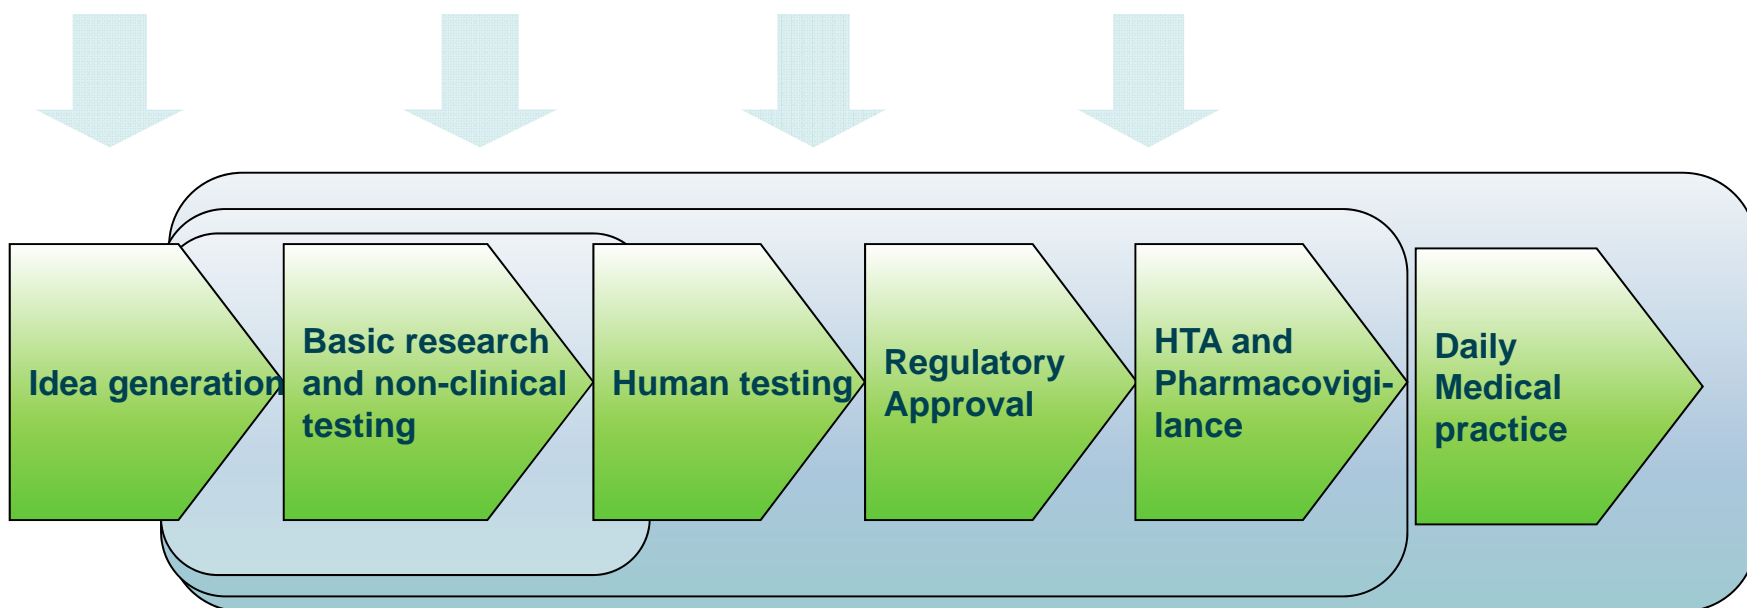 Idea generation
Basic research
and non-clinical
testing
Human testing
Regulatory
Approval
HTA and
Pharmacovigi-
lance
Daily
Medical
practice